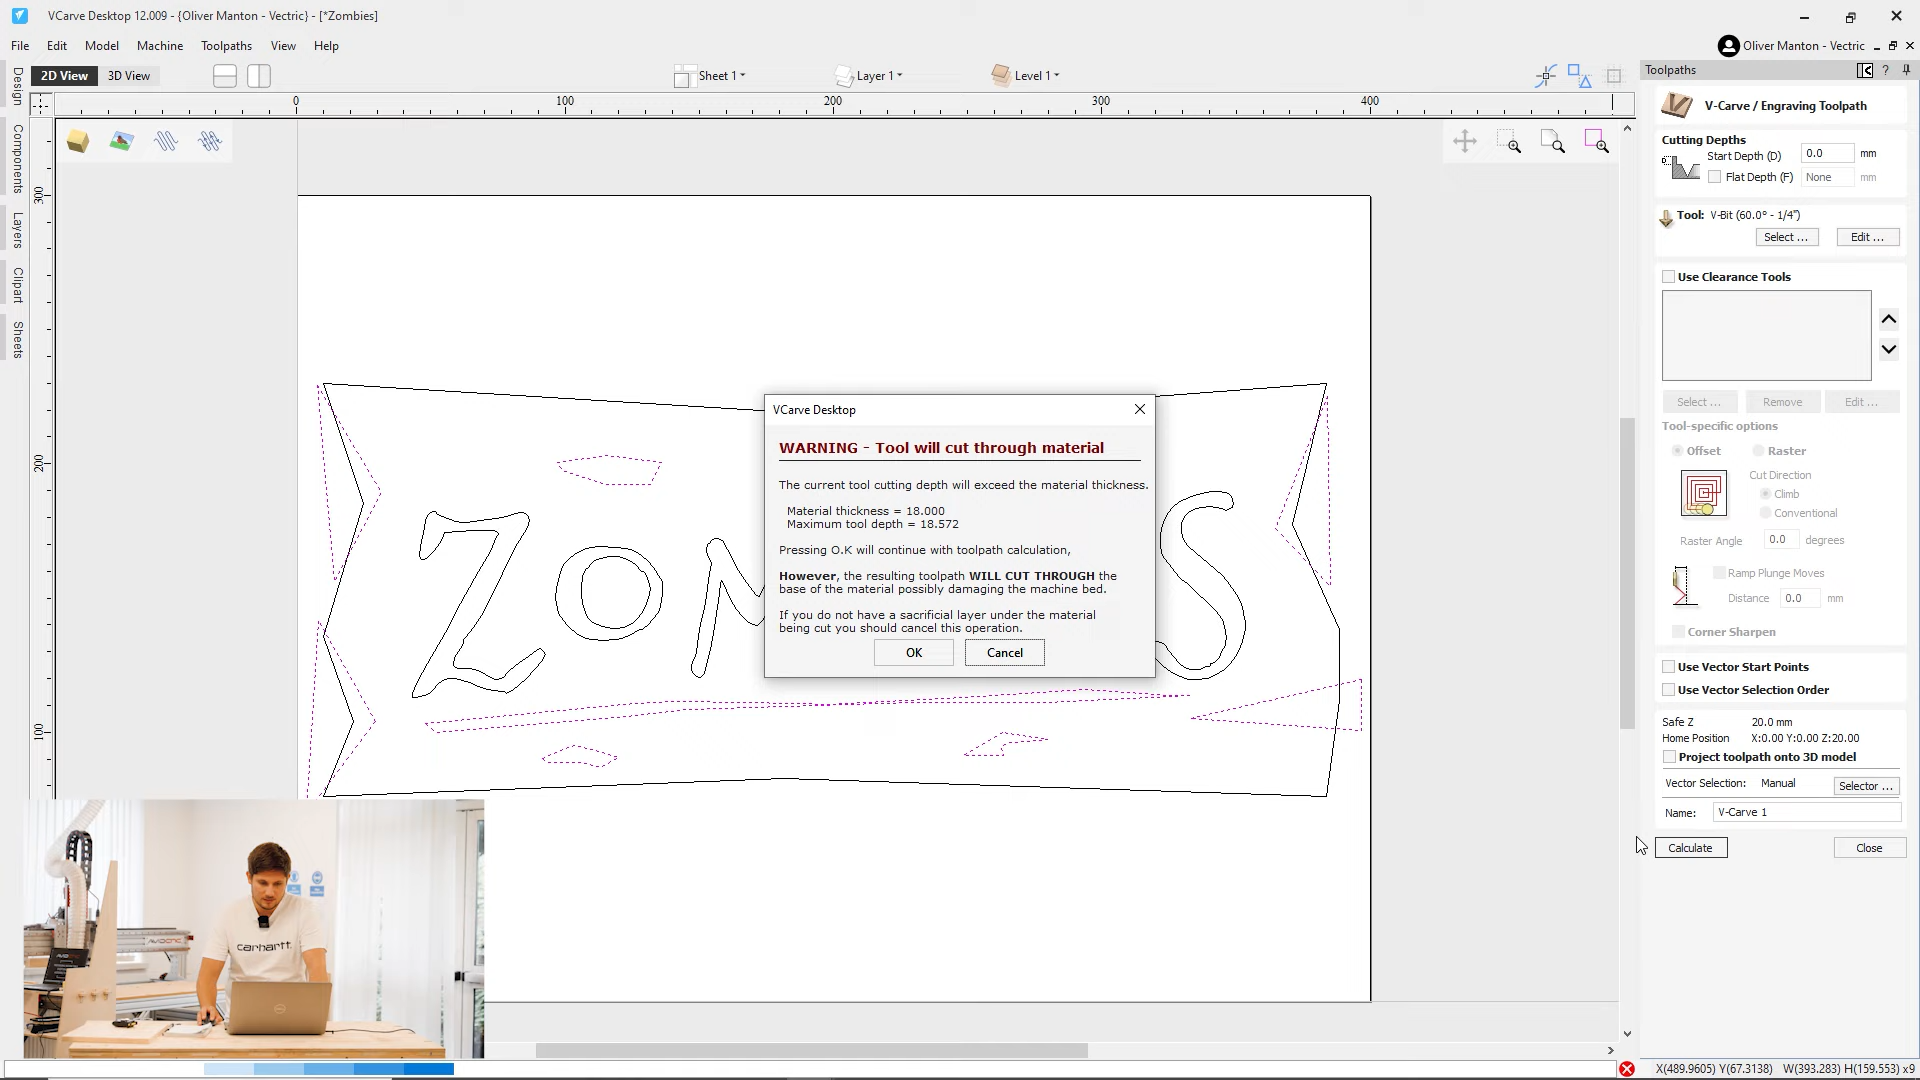 VCarve Desktop 12.009 - {Oliver Manton - Vectric} - [*Zombies]
File Edit Model Machine Toolpaths View Help
Oliver Manton - Vectric
2D View 3D View
Sheet 1
Layer 1
Level 1
0 100 200 300 400
300
200
100
Design
Components
Layers
Clipart
Sheets
ZOM
S
VCarve Desktop
WARNING - Tool will cut through material
The current tool cutting depth will exceed the material thickness.
Material thickness = 18.000
Maximum tool depth = 18.572
Pressing O.K will continue with toolpath calculation,
However, the resulting toolpath WILL CUT THROUGH the
base of the material possibly damaging the machine bed.
If you do not have a sacrificial layer under the material
being cut you should cancel this operation.
OK Cancel
Toolpaths
V-Carve / Engraving Toolpath
Cutting Depths
Start Depth (D) 0.0 mm
Flat Depth (F) None mm
Tool: V-Bit (60.0° - 1/4")
Select ... Edit ...
Use Clearance Tools
Select ... Remove Edit ...
Tool-specific options
Offset Raster
Cut Direction
Climb
Conventional
Raster Angle 0.0 degrees
Ramp Plunge Moves
Distance 0.0 mm
Corner Sharpen
Use Vector Start Points
Use Vector Selection Order
Safe Z 20.0 mm
Home Position X:0.00 Y:0.00 Z:20.00
Project toolpath onto 3D model
Vector Selection: Manual Selector ...
Name: V-Carve 1
Calculate Close
carhartt
X(489.9605) Y(67.3138) W(393.283) H(159.553) x9